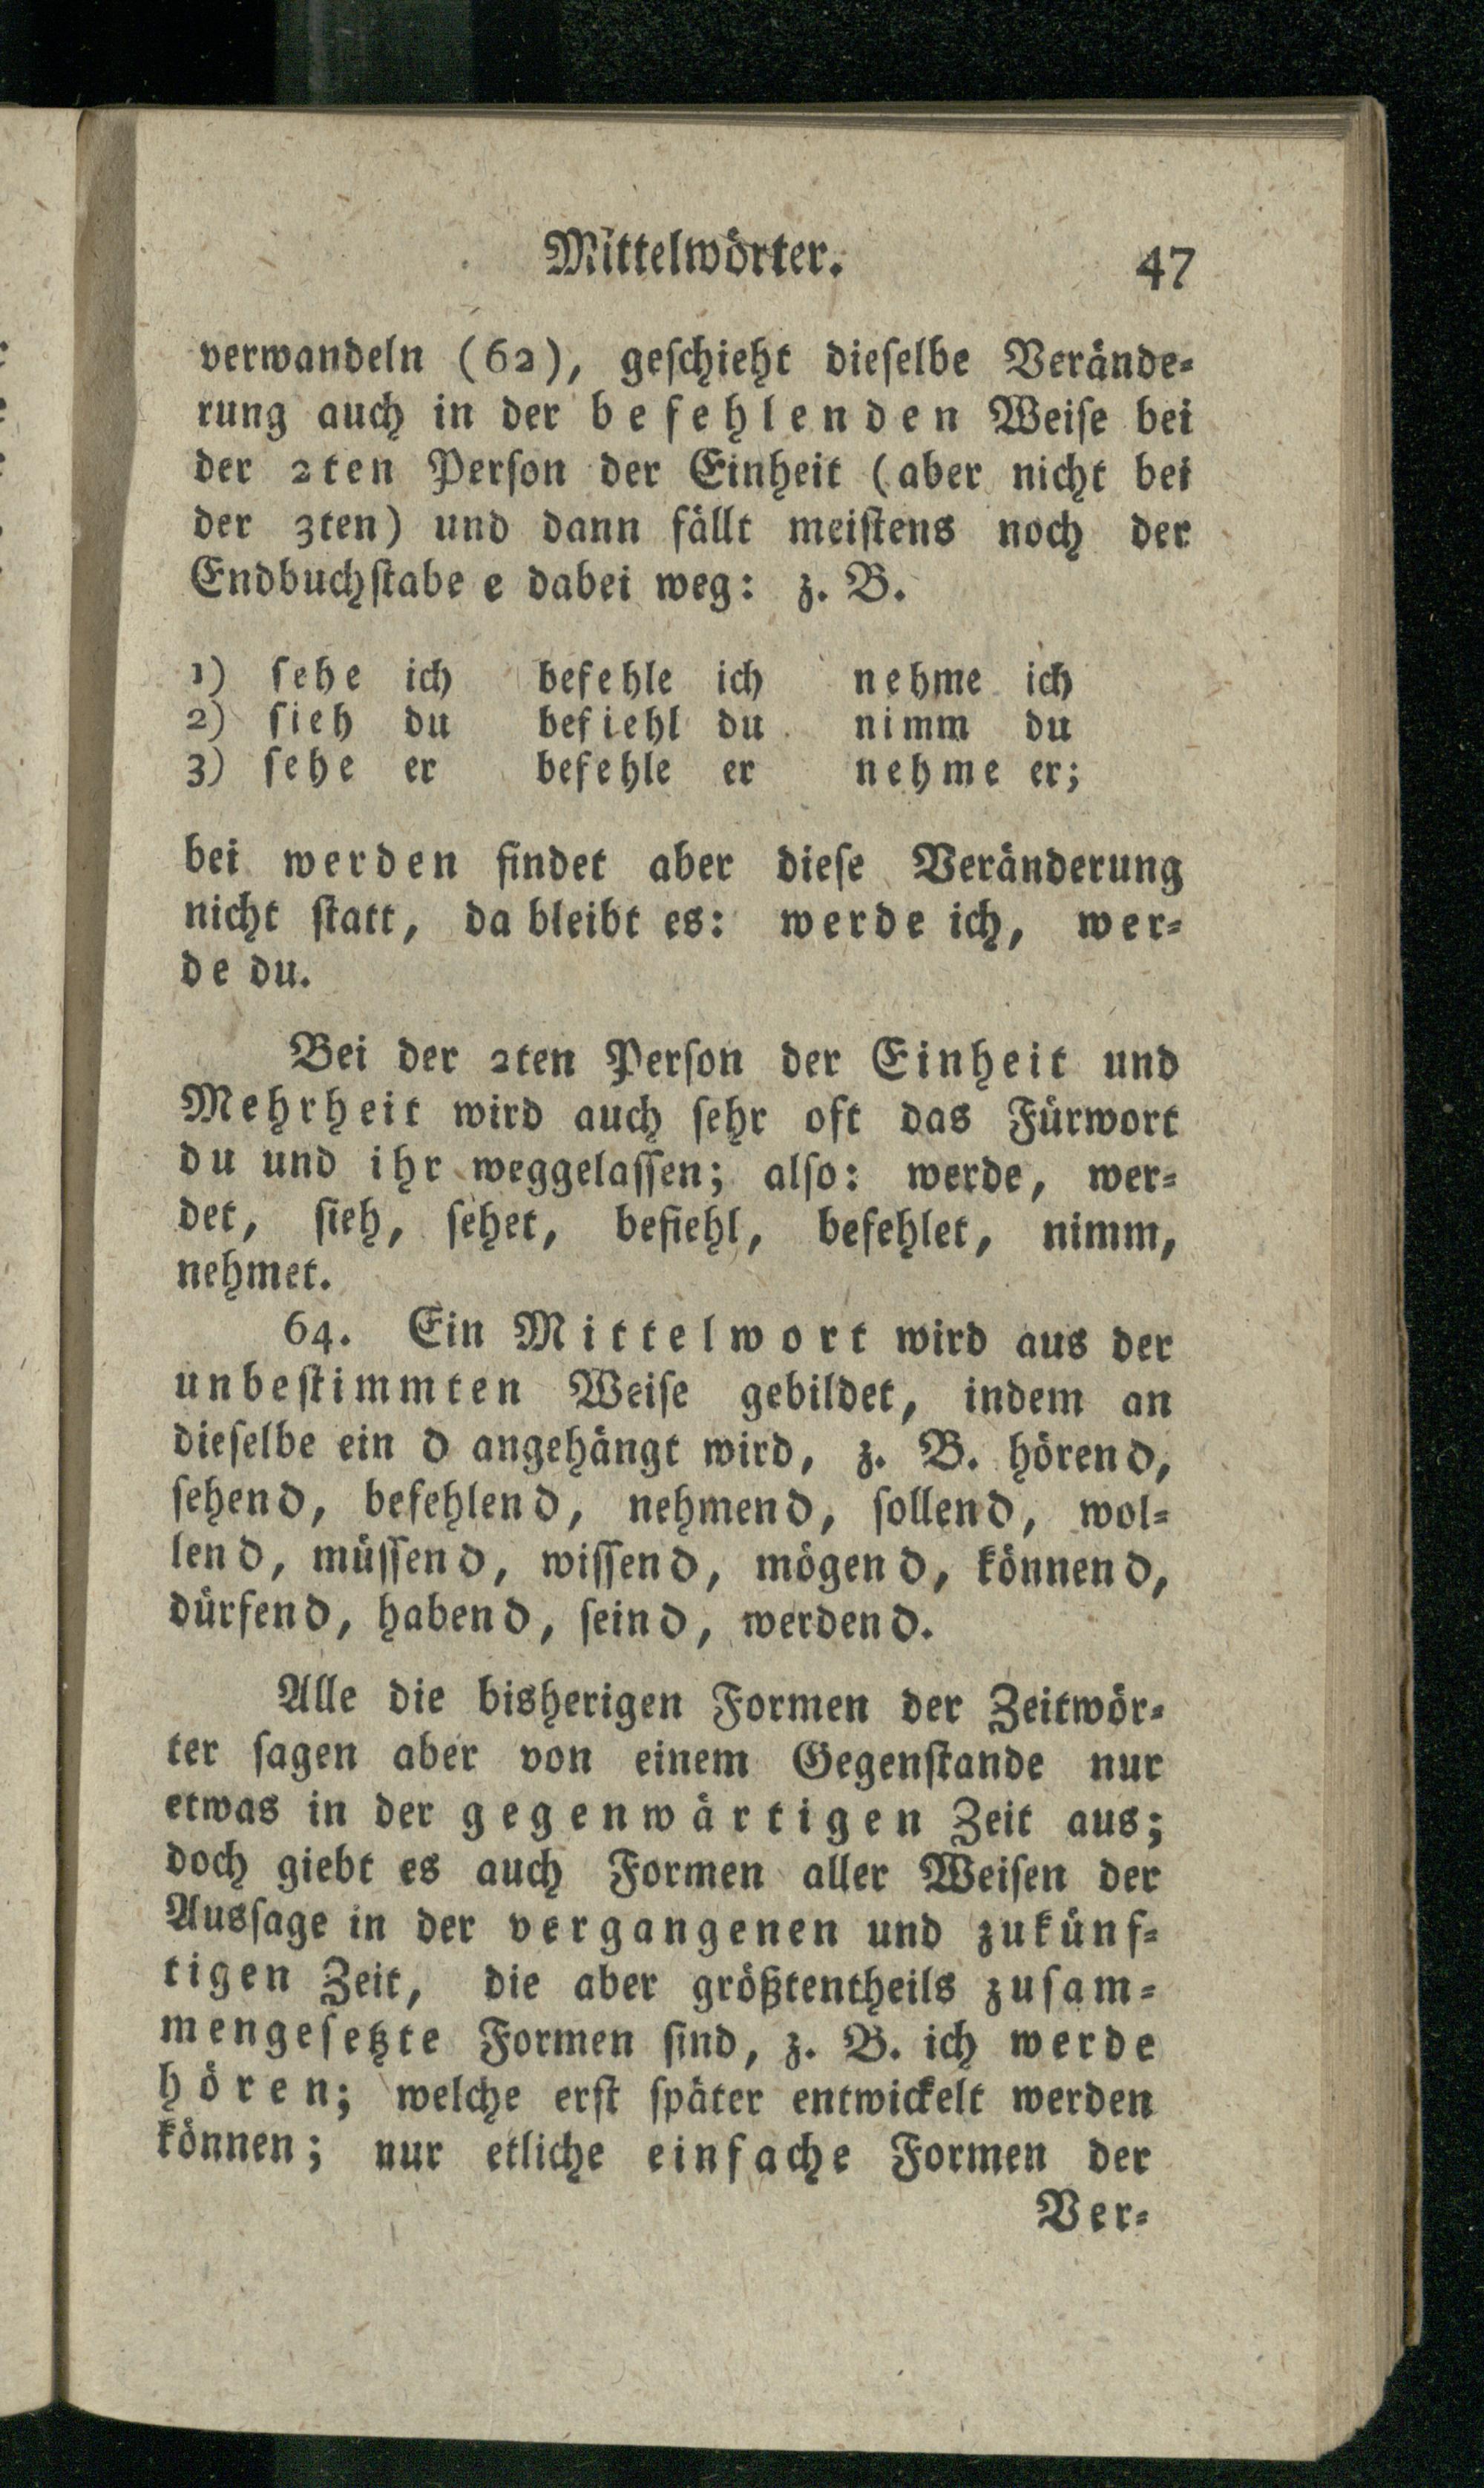 Mittelwörter. 47
verwandeln (62), geſchieht dieſelbe Verände-
rung auch in der befehlenden Weiſe bei
der 2ten Perſon der Einheit (aber nicht bei
der 3ten) und dann fällt meiſtens noch der
Endbuchſtabe e dabei weg: z. B.
1) ſehe ich befehle ich nehme ich
2) ſieh du befiehl du nimm du
3) ſehe er befehle er nehme er;
bei werden findet aber dieſe Veränderung
nicht ſtatt, da bleibt es: werde ich, wer-
de du.
Bei der 2ten Perſon der Einheit und
Mehrheit wird auch ſehr oft das Fürwort
du und ihr weggelaſſen; alſo: werde, wer-
det, ſieh, ſehet, befiehl, befehlet, nimm,
nehmet.
64. Ein Mittelwort wird aus der
unbeſtimmten Weiſe gebildet, indem an
dieſelbe ein d angehängt wird, z. B. hörend,
ſehend, befehlend, nehmend, ſollend, wol-
lend, müſſend, wiſſend, mögend, könnend,
dürfend, habend, ſeind, werdend.
Alle die bisherigen Formen der Zeitwör-
ter ſagen aber von einem Gegenſtande nur
etwas in der gegenwärtigen Zeit aus;
doch giebt es auch Formen aller Weiſen der
Ausſage in der vergangenen und zukünf-
tigen Zeit, die aber größtentheils zuſam-
mengeſetzte Formen ſind, z. B. ich werde
hören; welche erſt ſpäter entwickelt werden
können; nur etliche einfache Formen der
Ver-